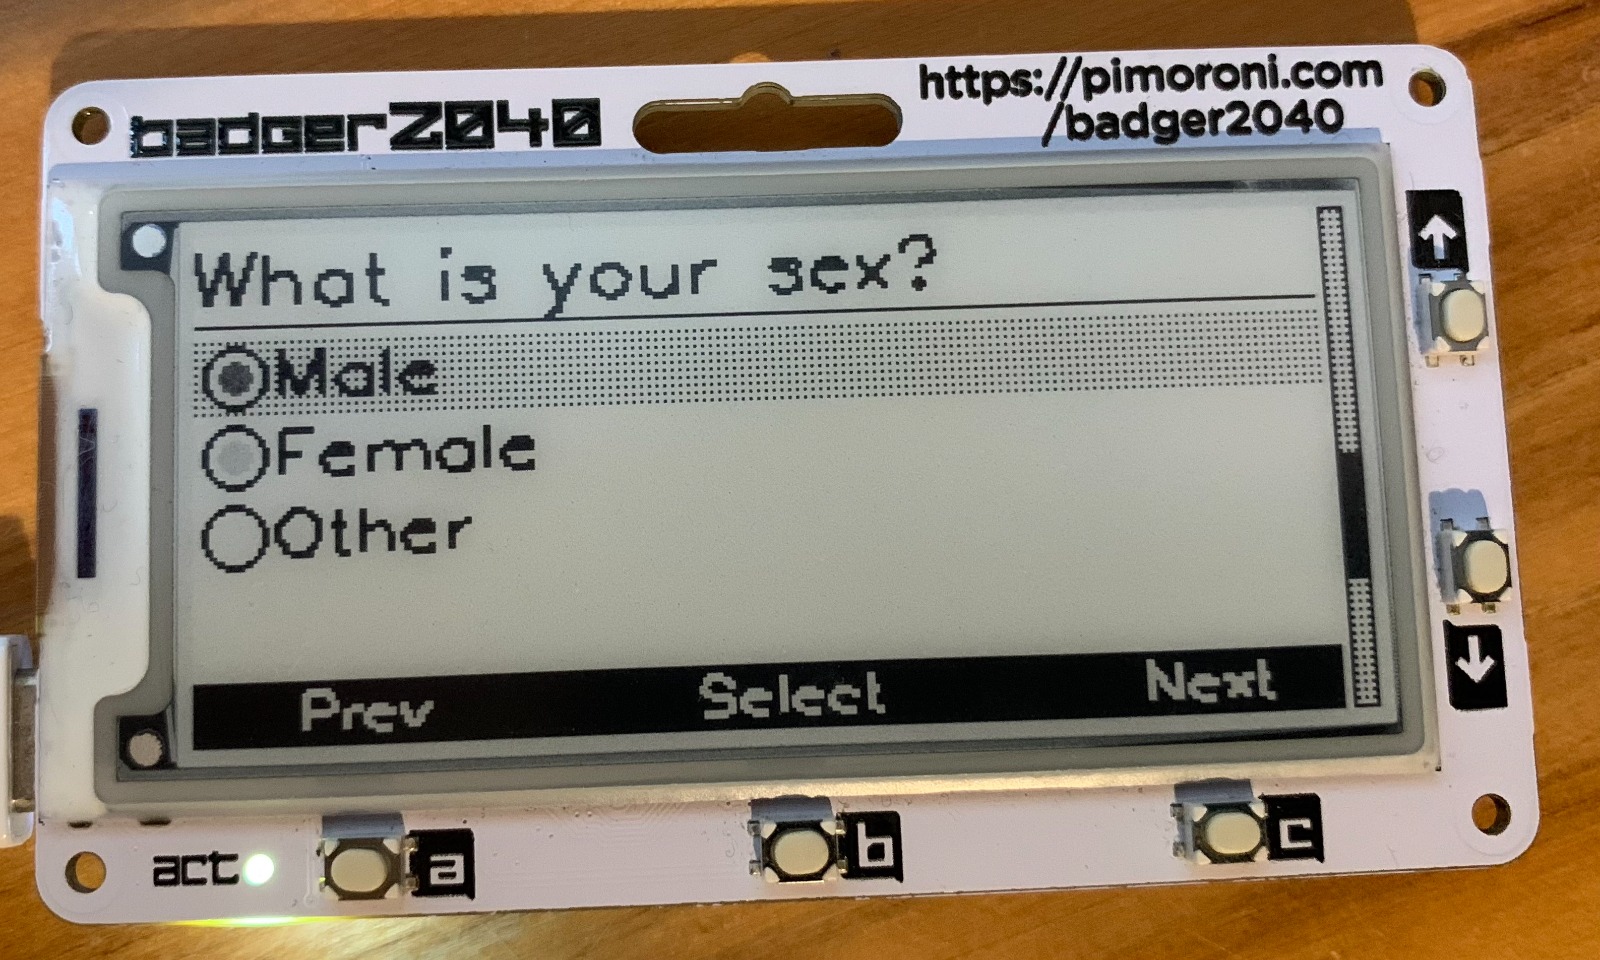 badger2040
https://pimoroni.com
/badger2040
What is your sex?
Male
Female
Other
Prev Select Next
act a b c